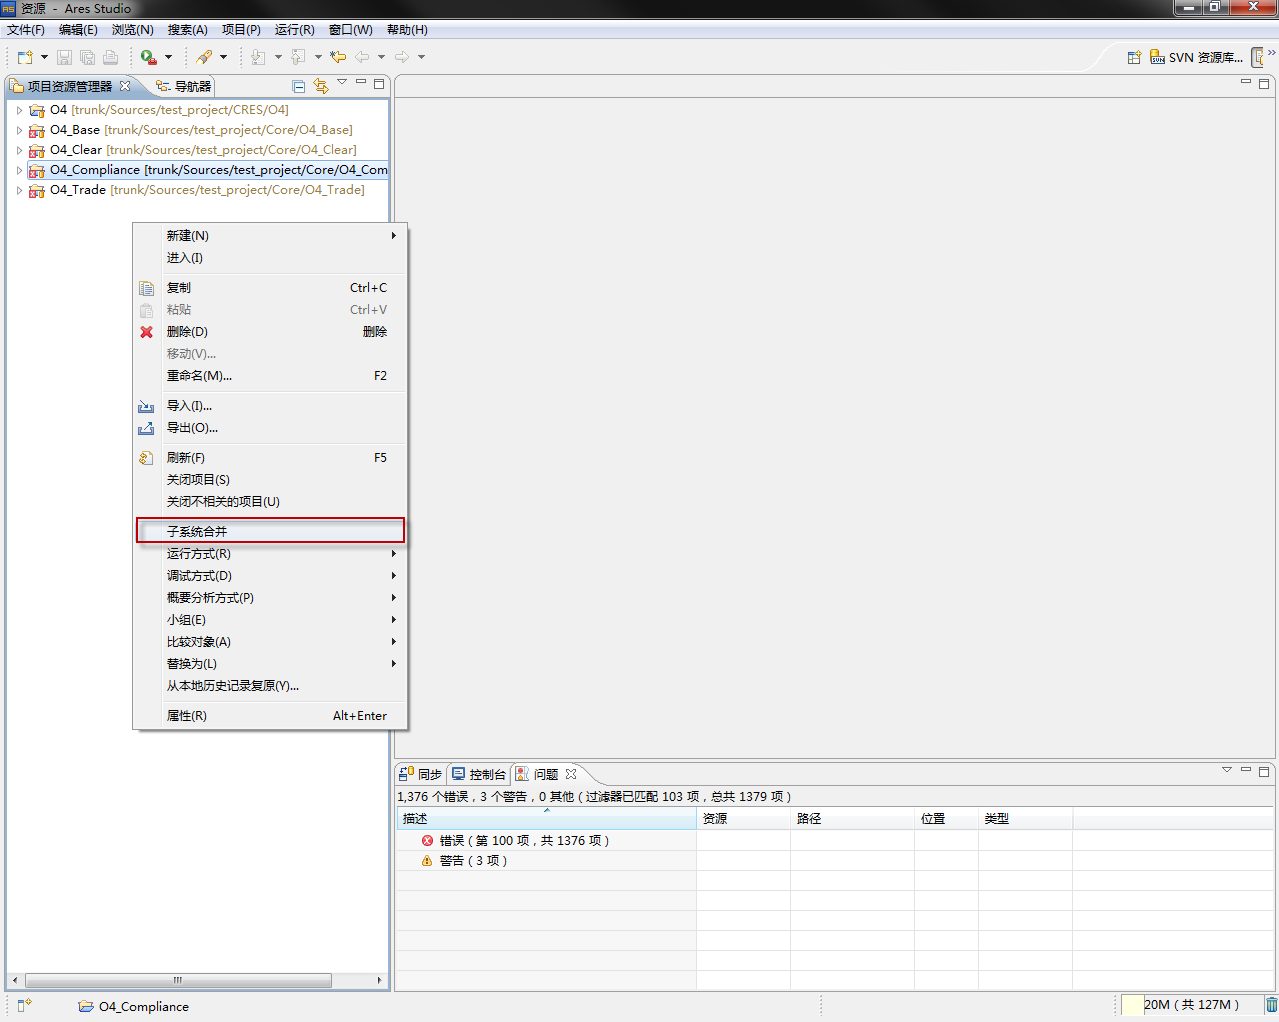 资源 - Ares Studio
文件(F) 编辑(E) 浏览(N) 搜索(A) 项目(P) 运行(R) 窗口(W) 帮助(H)
SVN 资源库...
项目资源管理器 导航器
O4 [trunk/Sources/test_project/CRES/O4]
O4_Base [trunk/Sources/test_project/Core/O4_Base]
O4_Clear [trunk/Sources/test_project/Core/O4_Clear]
O4_Compliance [trunk/Sources/test_project/Core/O4_Com
O4_Trade [trunk/Sources/test_project/Core/O4_Trade]
新建(N)
进入(I)
复制 Ctrl+C
粘贴 Ctrl+V
删除(D) 删除
移动(V)...
重命名(M)... F2
导入(I)...
导出(O)...
刷新(F) F5
关闭项目(S)
关闭不相关的项目(U)
子系统合并
运行方式(R)
调试方式(D)
概要分析方式(P)
小组(E)
比较对象(A)
替换为(L)
从本地历史记录复原(Y)...
属性(R) Alt+Enter
同步 控制台 问题
1,376 个错误，3 个警告，0 其他（过滤器已匹配 103 项，总共 1379 项）
描述 资源 路径 位置 类型
错误（第 100 项，共 1376 项）
警告（3 项）
O4_Compliance
20M（共 127M）